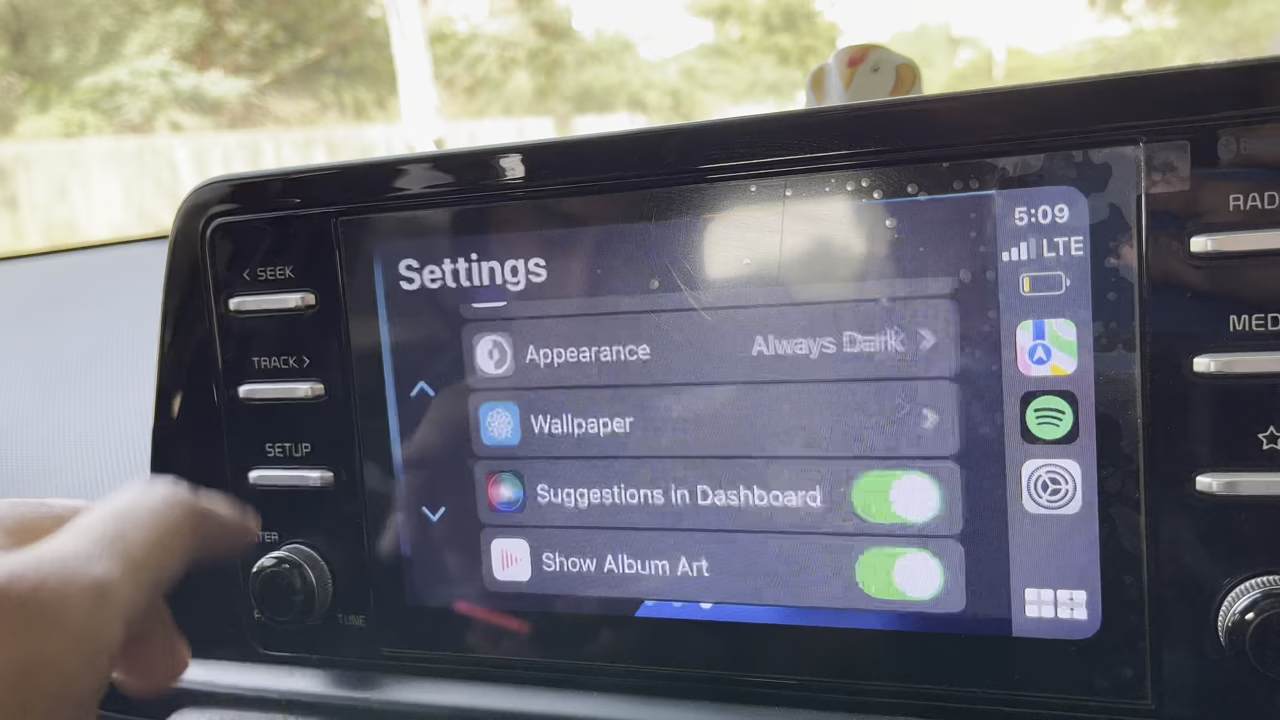 < SEEK
TRACK >
SETUP
TUNE
Settings
Appearance
Always Dark
Wallpaper
Suggestions in Dashboard
Show Album Art
5:09
LTE
RAD
MED